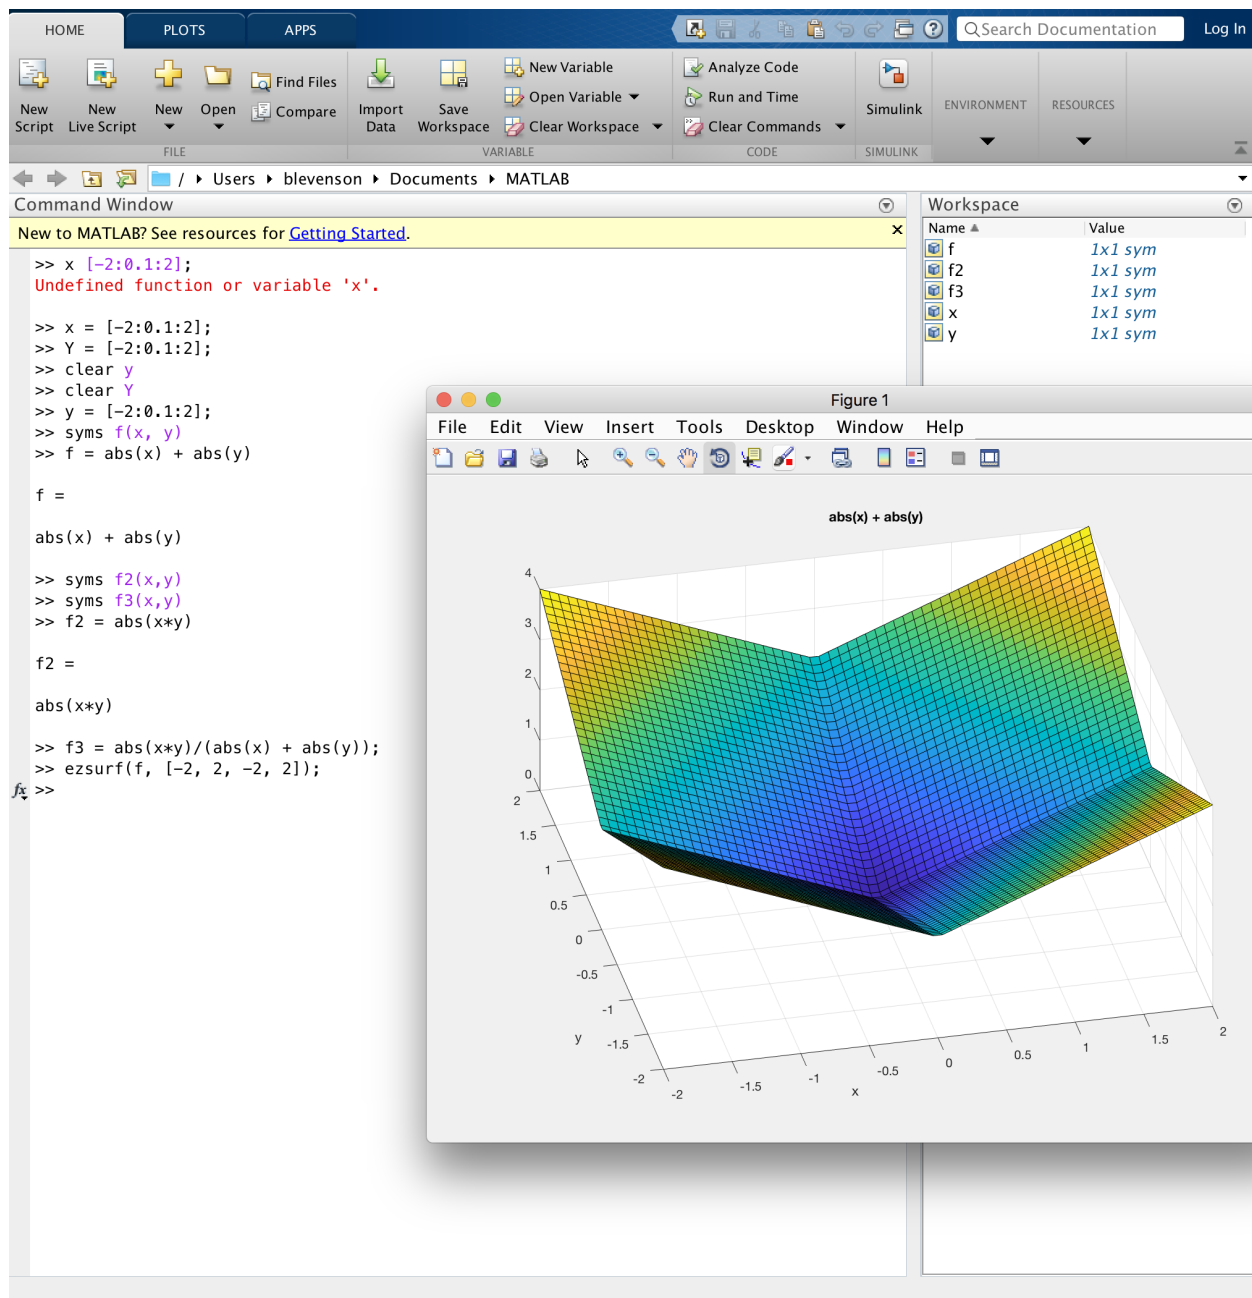 HOME PLOTS APPS Search Documentation Log In
New Script
New Live Script
New
Open
Find Files
Compare
FILE
Import Data
Save Workspace
New Variable
Open Variable
Clear Workspace
VARIABLE
Analyze Code
Run and Time
Clear Commands
CODE
Simulink
SIMULINK
ENVIRONMENT
RESOURCES
/ Users blevenson Documents MATLAB
Command Window
New to MATLAB? See resources for Getting Started.
>> x [-2:0.1:2];
Undefined function or variable 'x'.
>> x = [-2:0.1:2];
>> Y = [-2:0.1:2];
>> clear y
>> clear Y
>> y = [-2:0.1:2];
>> syms f(x, y)
>> f = abs(x) + abs(y)
f =
abs(x) + abs(y)
>> syms f2(x,y)
>> syms f3(x,y)
>> f2 = abs(x*y)
f2 =
abs(x*y)
>> f3 = abs(x*y)/(abs(x) + abs(y));
>> ezsurf(f, [-2, 2, -2, 2]);
fx >>
Workspace
Name Value
f 1x1 sym
f2 1x1 sym
f3 1x1 sym
x 1x1 sym
y 1x1 sym
Figure 1
File Edit View Insert Tools Desktop Window Help
abs(x) + abs(y)
4
3
2
1
0
2
1.5
1
0.5
0
-0.5
-1
-1.5
-2
y
-2
-1.5
-1
-0.5
0
0.5
1
1.5
2
x